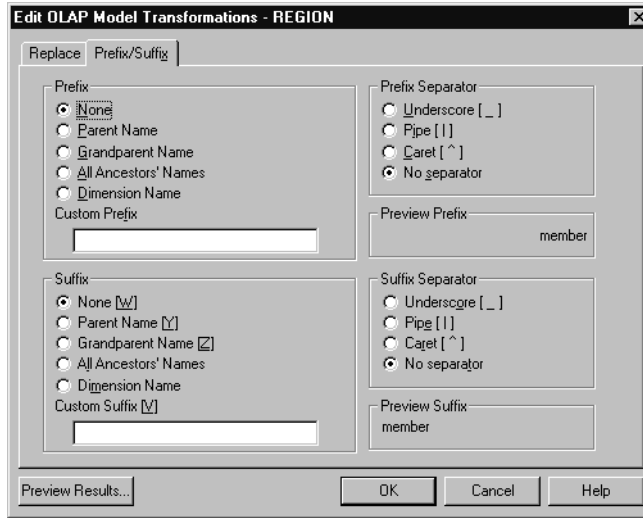 Edit OLAP Model Transformations - REGION
Replace Prefix/Suffix
Prefix
None
Parent Name
Grandparent Name
All Ancestors' Names
Dimension Name
Custom Prefix
Prefix Separator
Underscore [ _ ]
Pipe [ | ]
Caret [ ^ ]
No separator
Preview Prefix
member
Suffix
None [W]
Parent Name [Y]
Grandparent Name [Z]
All Ancestors' Names
Dimension Name
Custom Suffix [V]
Suffix Separator
Underscore [ _ ]
Pipe [ | ]
Caret [ ^ ]
No separator
Preview Suffix
member
Preview Results... OK Cancel Help